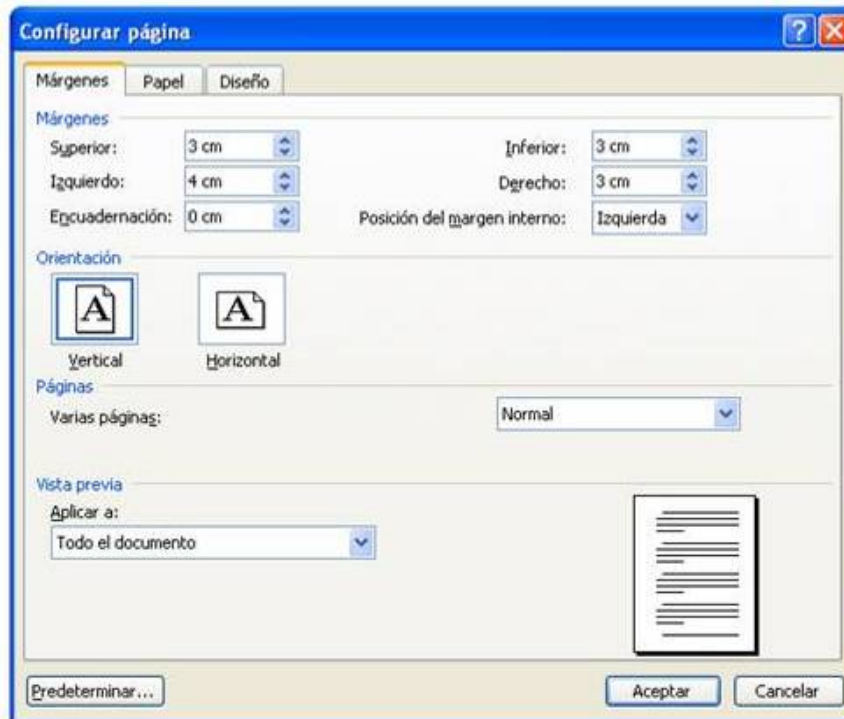 Configurar página
Márgenes Papel Diseño
Márgenes
Superior: 3 cm Inferior: 3 cm
Izquierdo: 4 cm Derecho: 3 cm
Encuadernación: 0 cm Posición del margen interno: Izquierda
Orientación
A A
Vertical Horizontal
Páginas
Varias páginas: Normal
Vista previa
Aplicar a:
Todo el documento
Predeterminar... Aceptar Cancelar